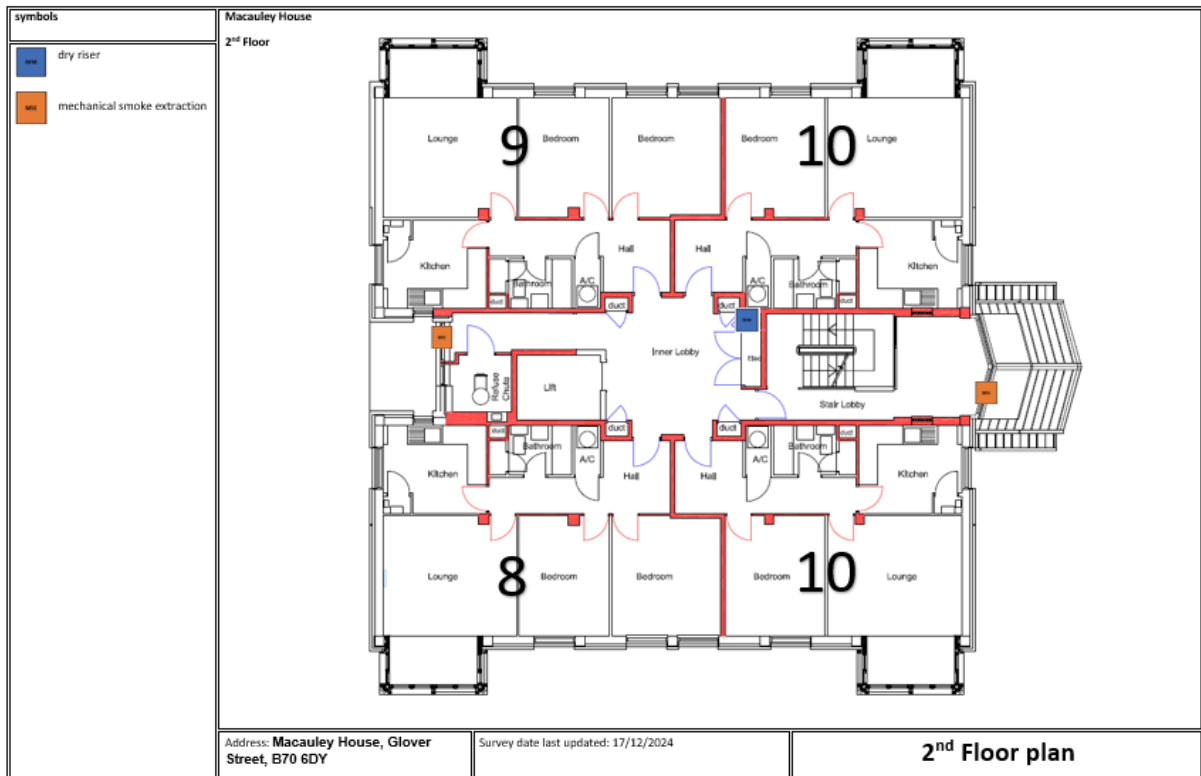 symbols
dry riser
MSE
mechanical smoke extraction
Macauley House
2nd Floor
Lounge
9
Bedroom
Bedroom
Bedroom
10
Lounge
Kitchen
Hall
Hall
Kitchen
Bathroom
A/C
A/C
Bathroom
duct
duct
duct
duct
Inner Lobby
Elec
Lift
Refuse
Chute
Stair Lobby
duct
duct
duct
duct
Bathroom
A/C
A/C
Bathroom
Kitchen
Hall
Hall
Kitchen
Lounge
8
Bedroom
Bedroom
Bedroom
10
Lounge
Address: Macauley House, Glover
Street, B70 6DY
Survey date last updated: 17/12/2024
2nd Floor plan